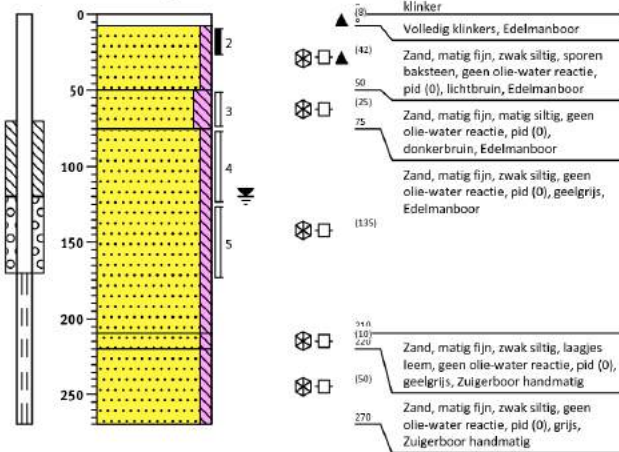 klinker
0
(8)
8
Volledig klinkers, Edelmanboor
2
(42)
Zand, matig fijn, zwak siltig, sporen
baksteen, geen olie-water reactie,
pid (0), lichtbruin, Edelmanboor
50
50
3
(25)
Zand, matig fijn, matig siltig, geen
olie-water reactie, pid (0),
donkerbruin, Edelmanboor
75
100
4
Zand, matig fijn, zwak siltig, geen
olie-water reactie, pid (0), geelgrijs,
Edelmanboor
150
5
(135)
200
210
(10)
220
Zand, matig fijn, zwak siltig, laagjes
leem, geen olie-water reactie, pid (0),
geelgrijs, Zuigerboor handmatig
250
(50)
270
Zand, matig fijn, zwak siltig, geen
olie-water reactie, pid (0), grijs,
Zuigerboor handmatig